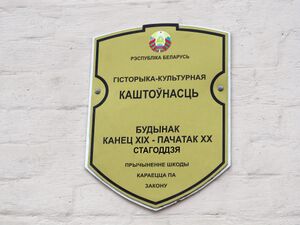 РЭСПУБЛІКА БЕЛАРУСЬ
ГІСТОРЫКА-КУЛЬТУРНАЯ
КАШТОЎНАСЦЬ
БУДЫНАК
КАНЕЦ XIX - ПАЧАТАК XX
СТАГОДДЗЯ
ПРЫЧЫНЕННЕ ШКОДЫ
КАРАЕЦЦА ПА
ЗАКОНУ